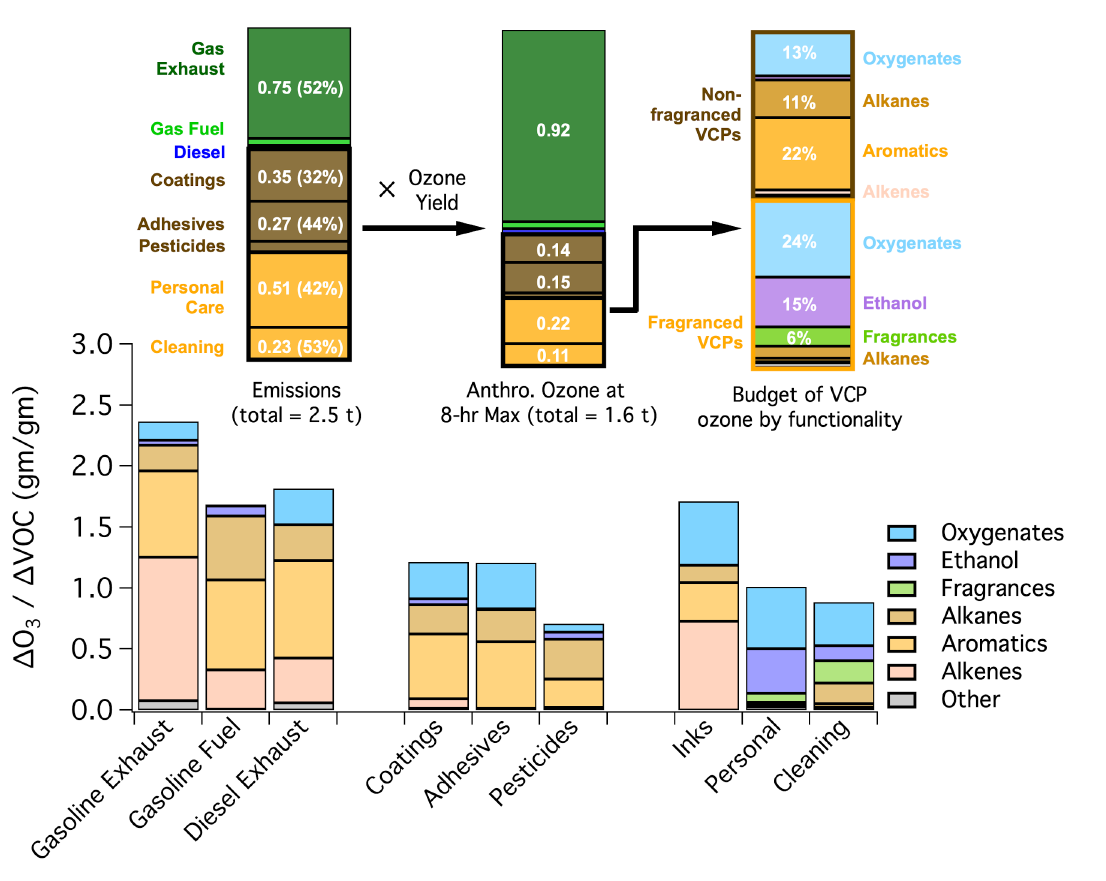 Gas
Exhaust
Gas Fuel
Diesel
Coatings
Adhesives
Pesticides
Personal
Care
Cleaning
0.75 (52%)
0.35 (32%)
0.27 (44%)
0.51 (42%)
0.23 (53%)
Emissions
(total = 2.5 t)
× Ozone
Yield
0.92
0.14
0.15
0.22
0.11
Anthro. Ozone at
8-hr Max (total = 1.6 t)
Non-
fragranced
VCPs
Fragranced
VCPs
13%
11%
22%
24%
15%
6%
Oxygenates
Alkanes
Aromatics
Alkenes
Oxygenates
Ethanol
Fragrances
Alkanes
Budget of VCP
ozone by functionality
ΔO3 / ΔVOC (gm/gm)
3.0
2.5
2.0
1.5
1.0
0.5
0.0
Gasoline Exhaust
Gasoline Fuel
Diesel Exhaust
Coatings
Adhesives
Pesticides
Inks
Personal
Cleaning
Oxygenates
Ethanol
Fragrances
Alkanes
Aromatics
Alkenes
Other